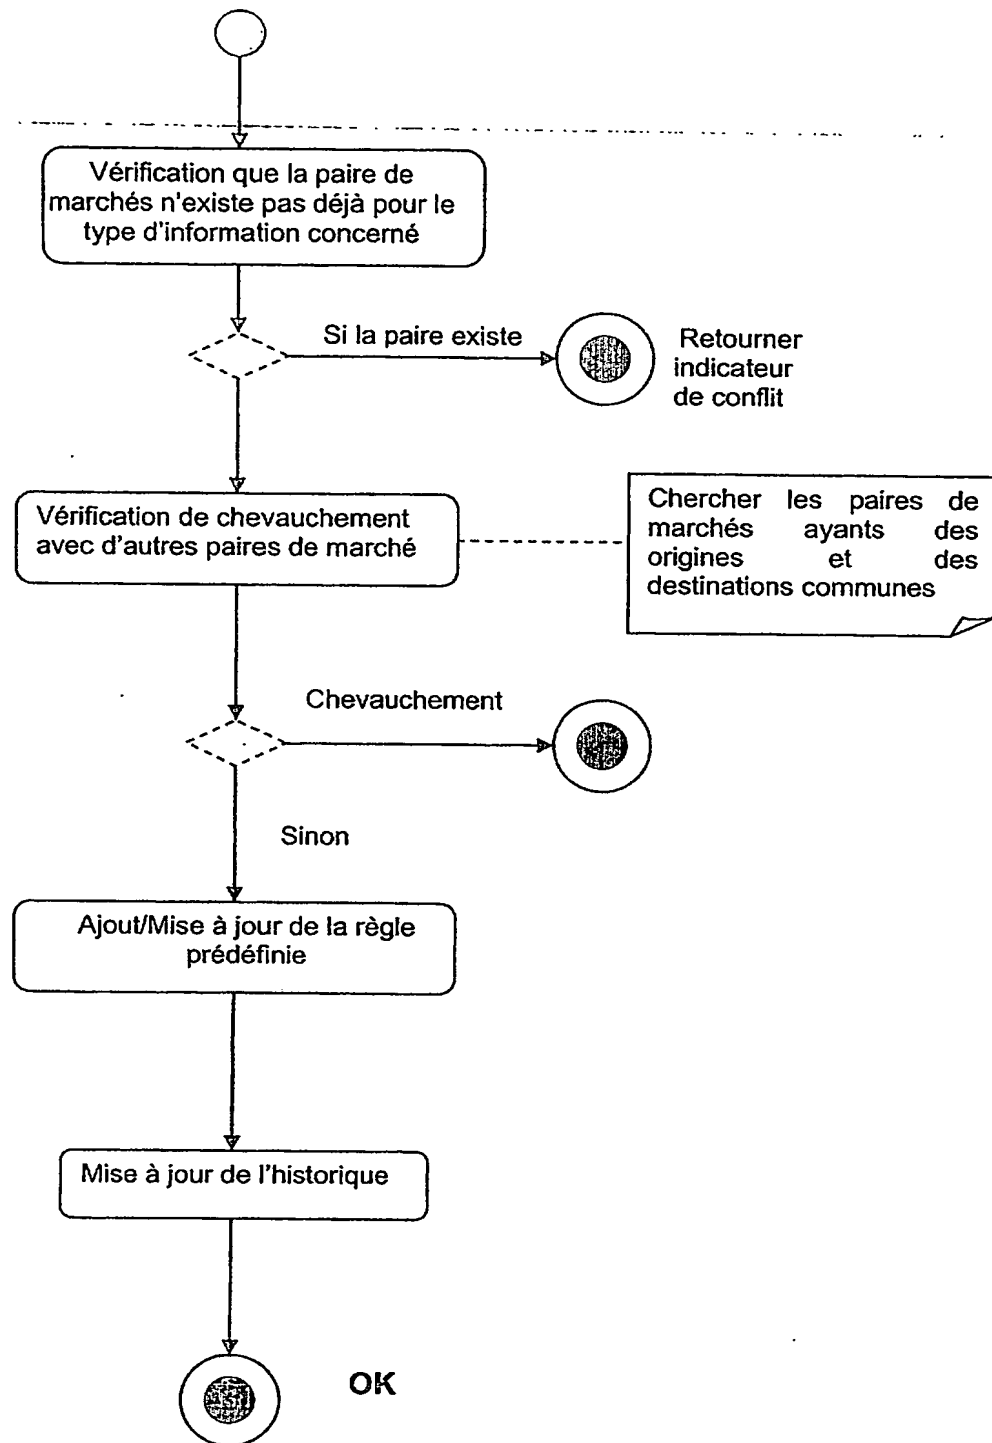 Vérification que la paire de
marchés n'existe pas déjà pour le
type d'information concerné
Si la paire existe
Retourner
indicateur
de conflit
Vérification de chevauchement
avec d'autres paires de marché
Chercher les paires de
marchés ayants des
origines et des
destinations communes
Chevauchement
Sinon
Ajout/Mise à jour de la règle
prédéfinie
Mise à jour de l'historique
OK